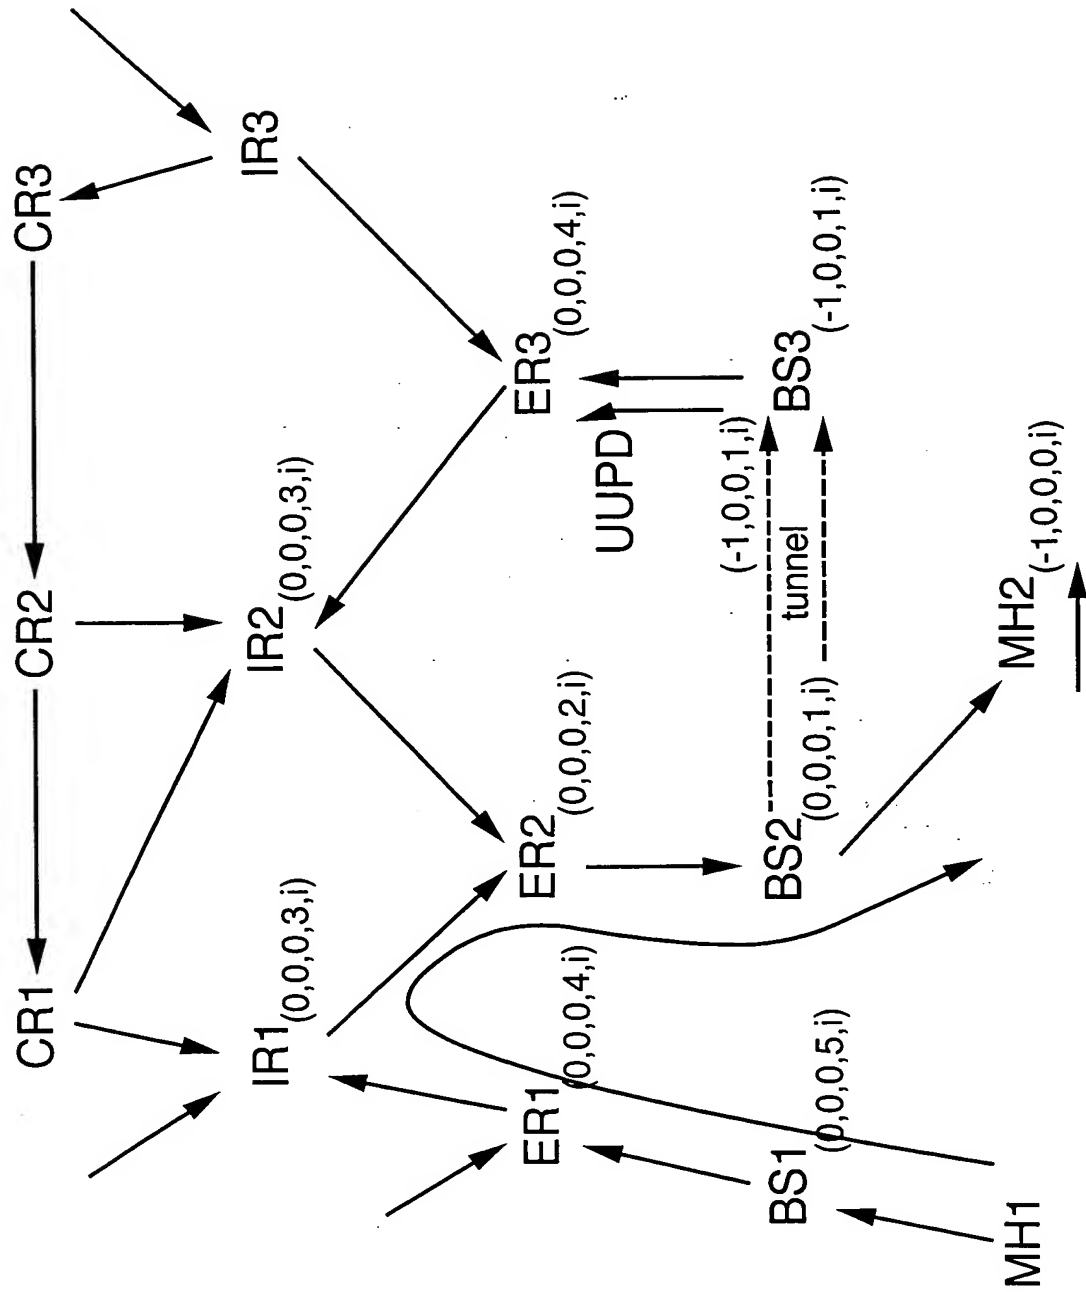 CR1
CR2
CR3
IR1(0,0,0,3,i)
IR2(0,0,0,3,i)
IR3
ER1(0,0,0,4,i)
ER2(0,0,0,2,i)
ER3(0,0,0,4,i)
UUPD
BS1(0,0,0,5,i)
BS2(0,0,0,1,i)
(-1,0,0,1,i)
tunnel
BS3(-1,0,0,1,i)
MH1
MH2(-1,0,0,0,i)